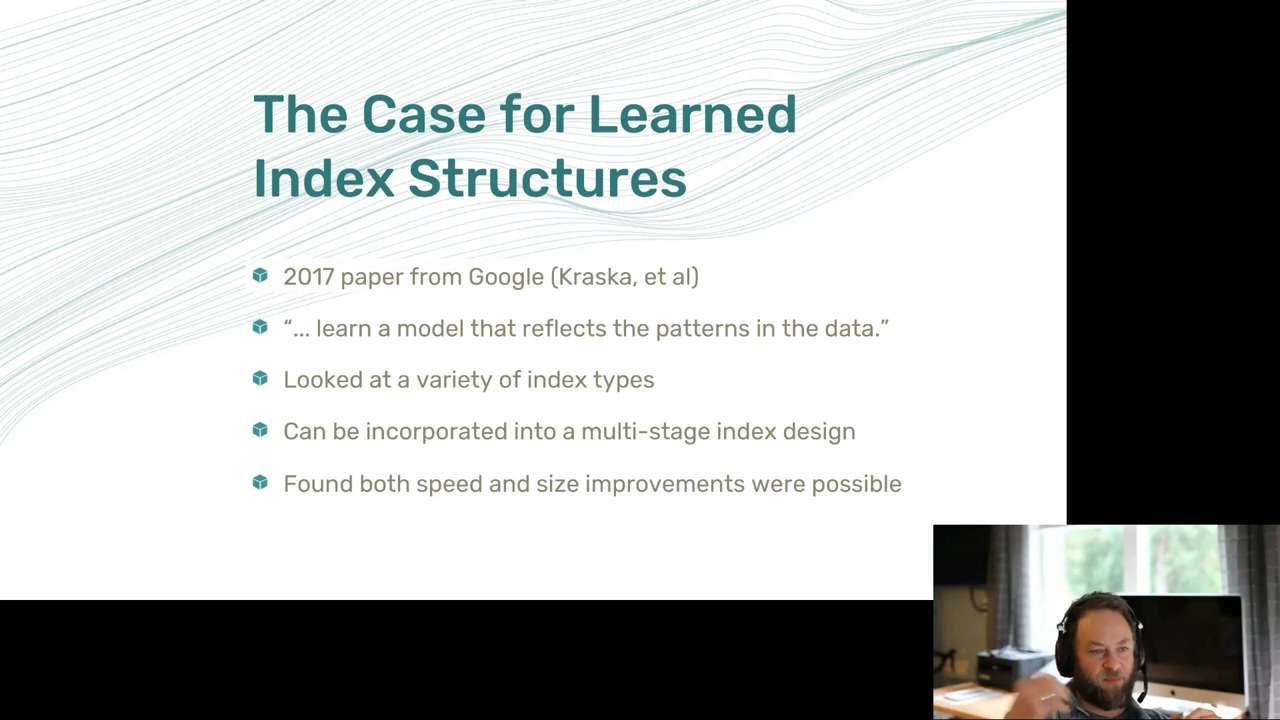 The Case for Learned
Index Structures
2017 paper from Google (Kraska, et al)
“... learn a model that reflects the patterns in the data.”
Looked at a variety of index types
Can be incorporated into a multi-stage index design
Found both speed and size improvements were possible